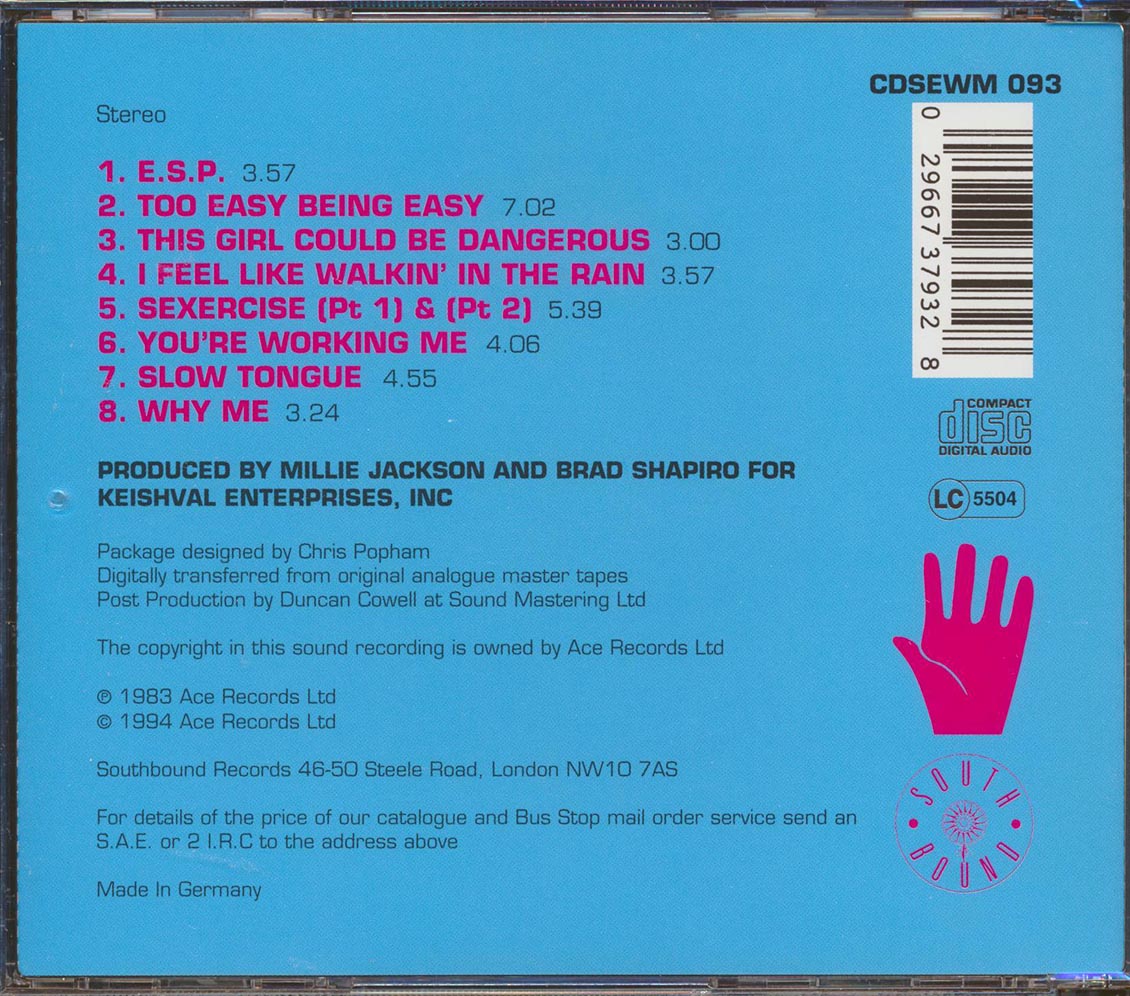 CDSEWM 093
Stereo
1. E.S.P. 3.57
2. TOO EASY BEING EASY 7.02
3. THIS GIRL COULD BE DANGEROUS 3.00
4. I FEEL LIKE WALKIN' IN THE RAIN 3.57
5. SEXERCISE (Pt 1) & (Pt 2) 5.39
6. YOU'RE WORKING ME 4.06
7. SLOW TONGUE 4.55
8. WHY ME 3.24
0 29667 37932 8
COMPACT
disc
DIGITAL AUDIO
LC 5504
PRODUCED BY MILLIE JACKSON AND BRAD SHAPIRO FOR
KEISHVAL ENTERPRISES, INC
Package designed by Chris Popham
Digitally transferred from original analogue master tapes
Post Production by Duncan Cowell at Sound Mastering Ltd
The copyright in this sound recording is owned by Ace Records Ltd
℗ 1983 Ace Records Ltd
© 1994 Ace Records Ltd
Southbound Records 46-50 Steele Road, London NW10 7AS
For details of the price of our catalogue and Bus Stop mail order service send an
S.A.E. or 2 I.R.C to the address above
Made In Germany
SOUTH
BOUND